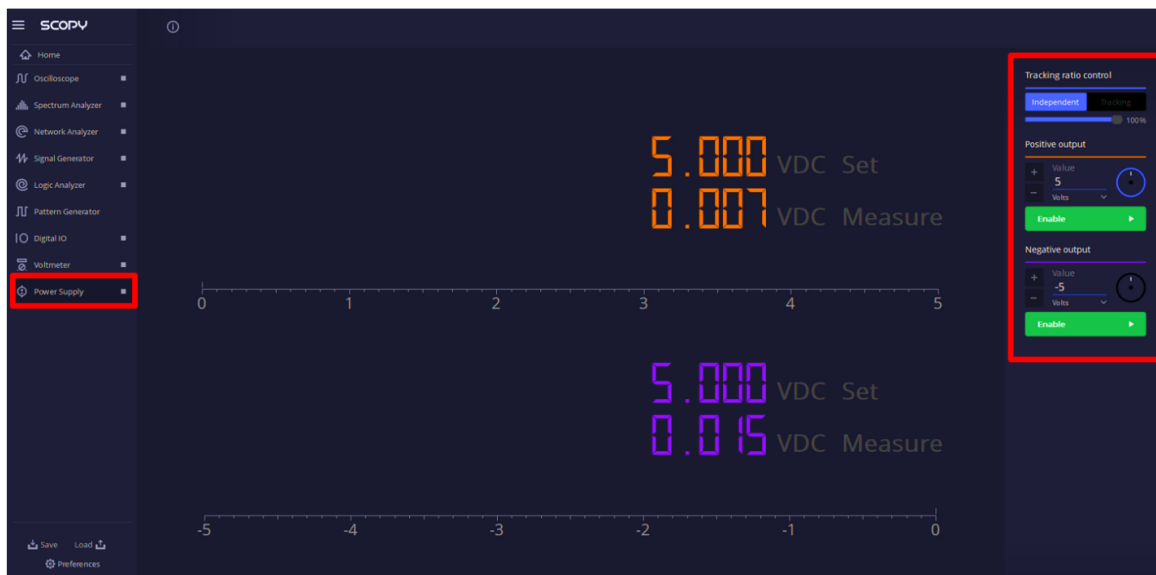 SCOPY
Home
Oscilloscope
Spectrum Analyzer
Network Analyzer
Signal Generator
Logic Analyzer
Pattern Generator
Digital IO
Voltmeter
Power Supply
Save Load
Preferences
5.000 VDC Set
0.007 VDC Measure
0 1 2 3 4 5
5.000 VDC Set
0.015 VDC Measure
-5 -4 -3 -2 -1 0
Tracking ratio control
Independent Tracking
100%
Positive output
+ Value
5
- Volts
Enable
Negative output
+ Value
-5
- Volts
Enable